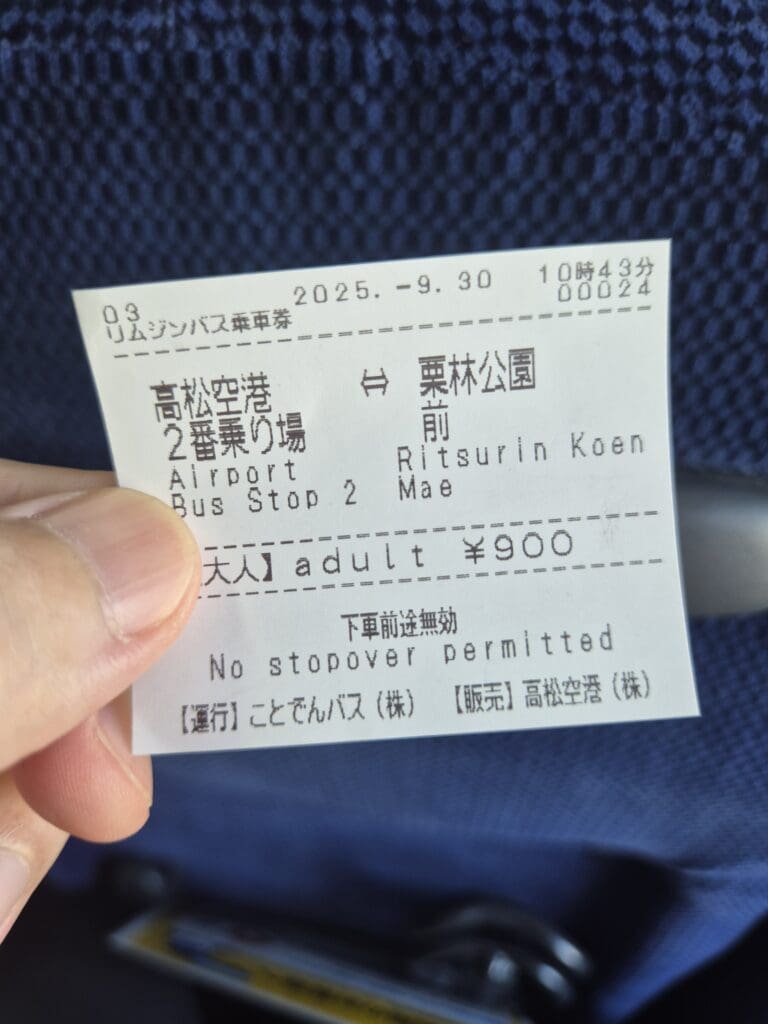 03 2025.-9.30 10時43分
リムジンバス乗車券 00024
高松空港 ⇔ 栗林公園
2番乗り場 前
Airport Ritsurin Koen
Bus Stop 2 Mae
大人】adult ¥900
下車前途無効
No stopover permitted
【運行】ことでんバス(株) 【販売】高松空港(株)